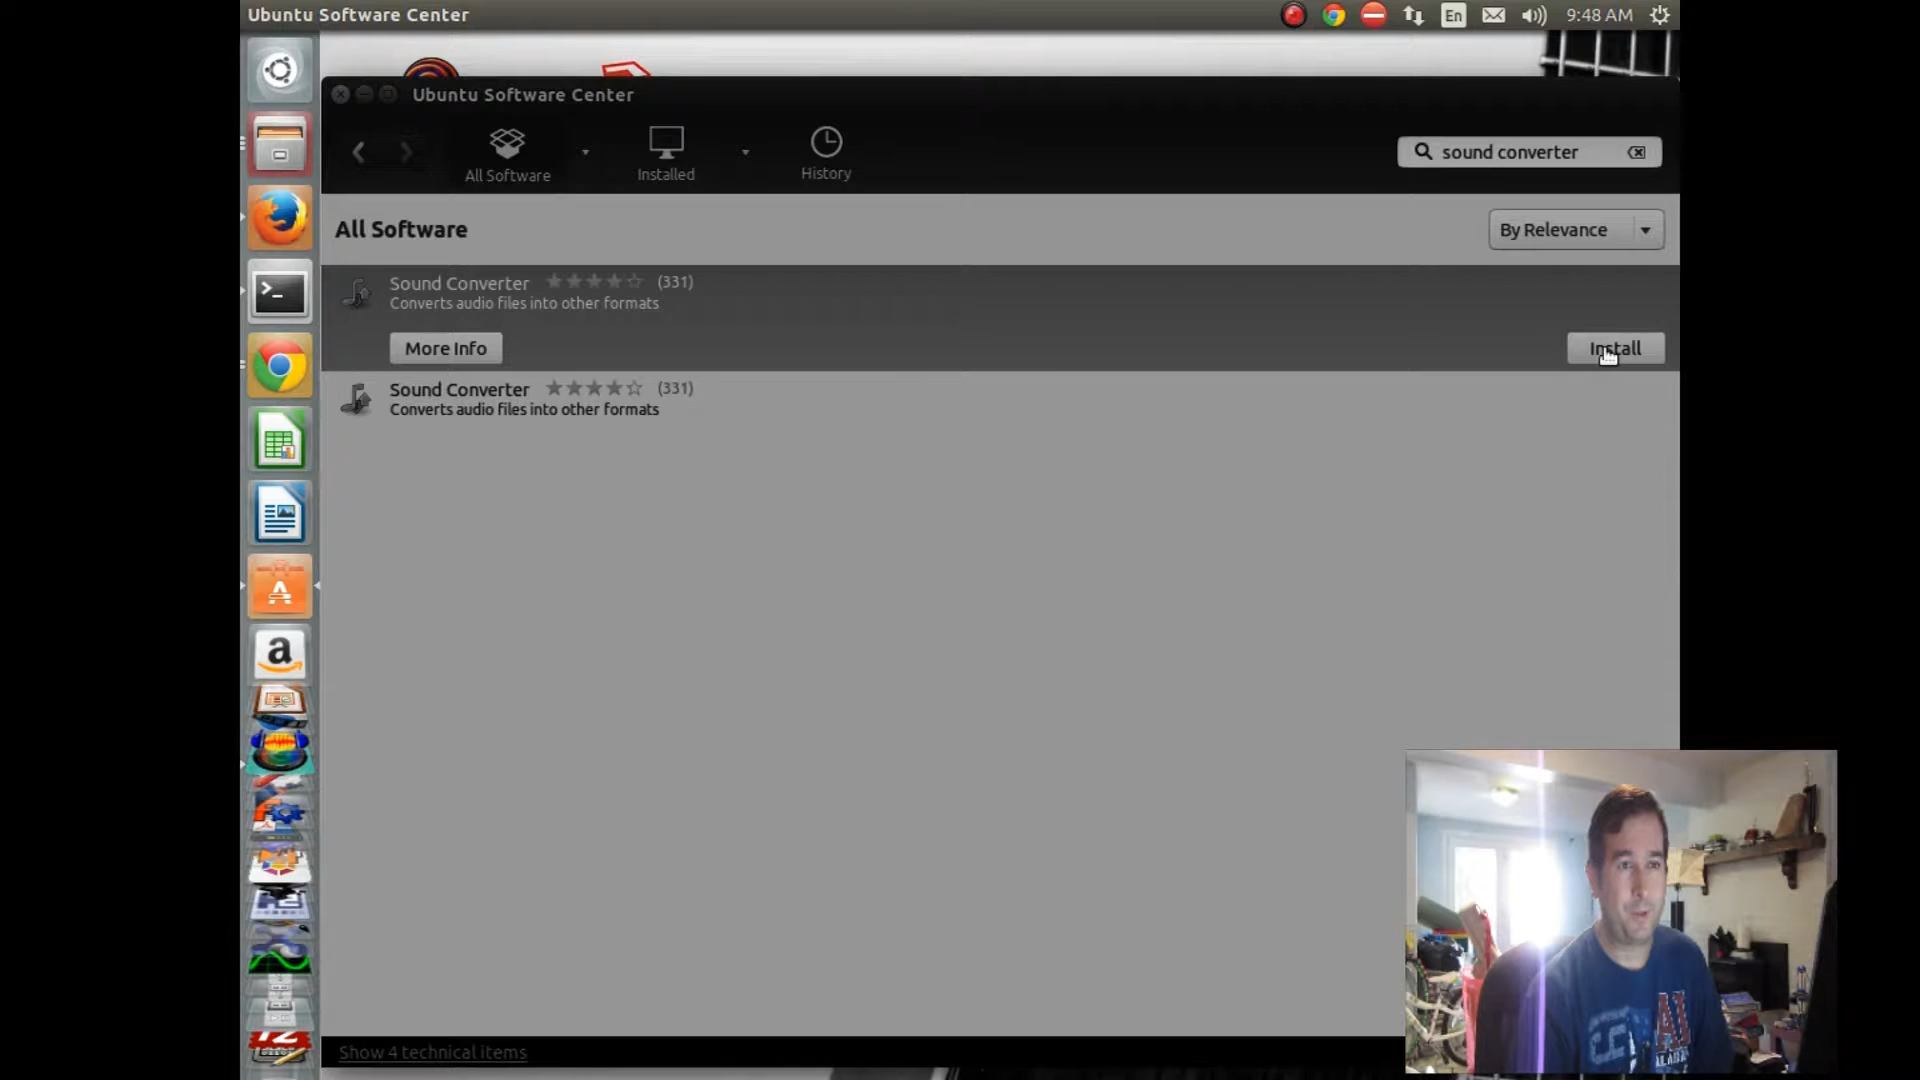 Ubuntu Software Center
En
9:48 AM
Ubuntu Software Center
All Software
Installed
History
sound converter
All Software
By Relevance
Sound Converter (331)
Converts audio files into other formats
More Info
Install
Sound Converter (331)
Converts audio files into other formats
a
Show 4 technical items